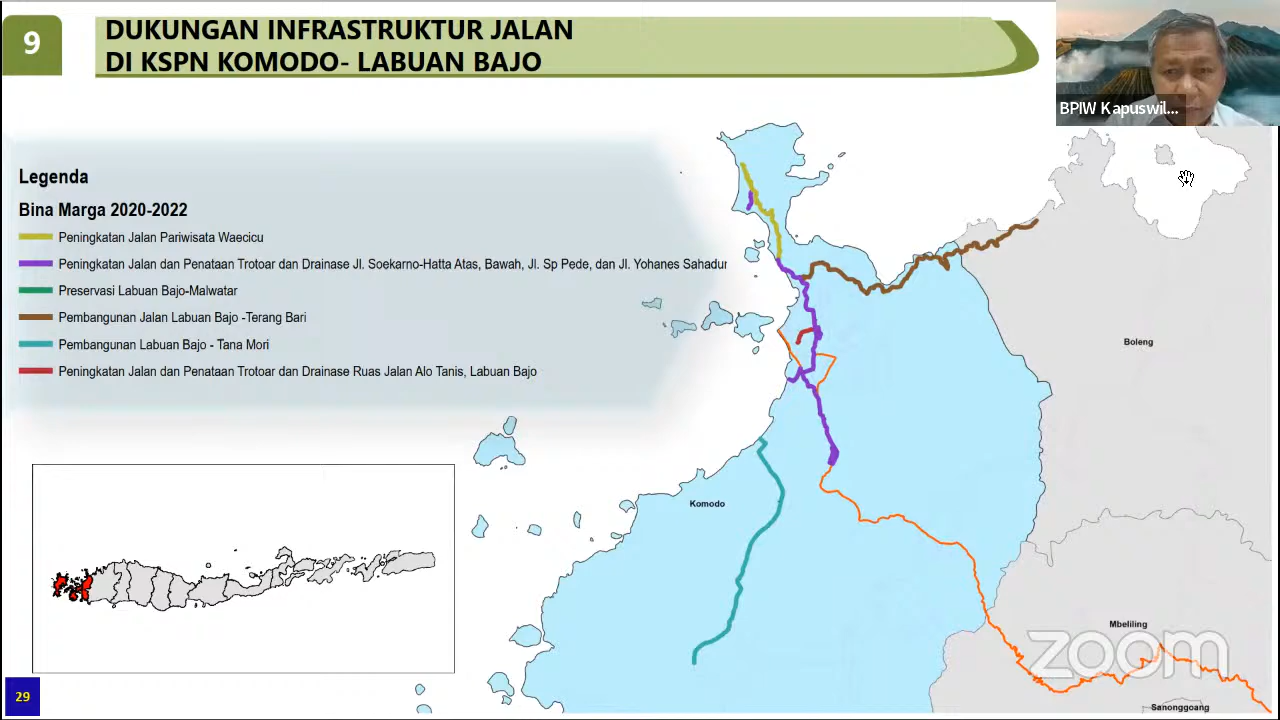 9
DUKUNGAN INFRASTRUKTUR JALAN
DI KSPN KOMODO- LABUAN BAJO
BPIW Kapuswil...
Legenda
Bina Marga 2020-2022
Peningkatan Jalan Pariwisata Waecicu
Peningkatan Jalan dan Penataan Trotoar dan Drainase Jl. Soekarno-Hatta Atas, Bawah, Jl. Sp Pede, dan Jl. Yohanes Sahadur
Preservasi Labuan Bajo-Malwatar
Pembangunan Jalan Labuan Bajo -Terang Bari
Pembangunan Labuan Bajo - Tana Mori
Peningkatan Jalan dan Penataan Trotoar dan Drainase Ruas Jalan Alo Tanis, Labuan Bajo
Boleng
Komodo
Mbeliling
zoom
Sanonggoang
29